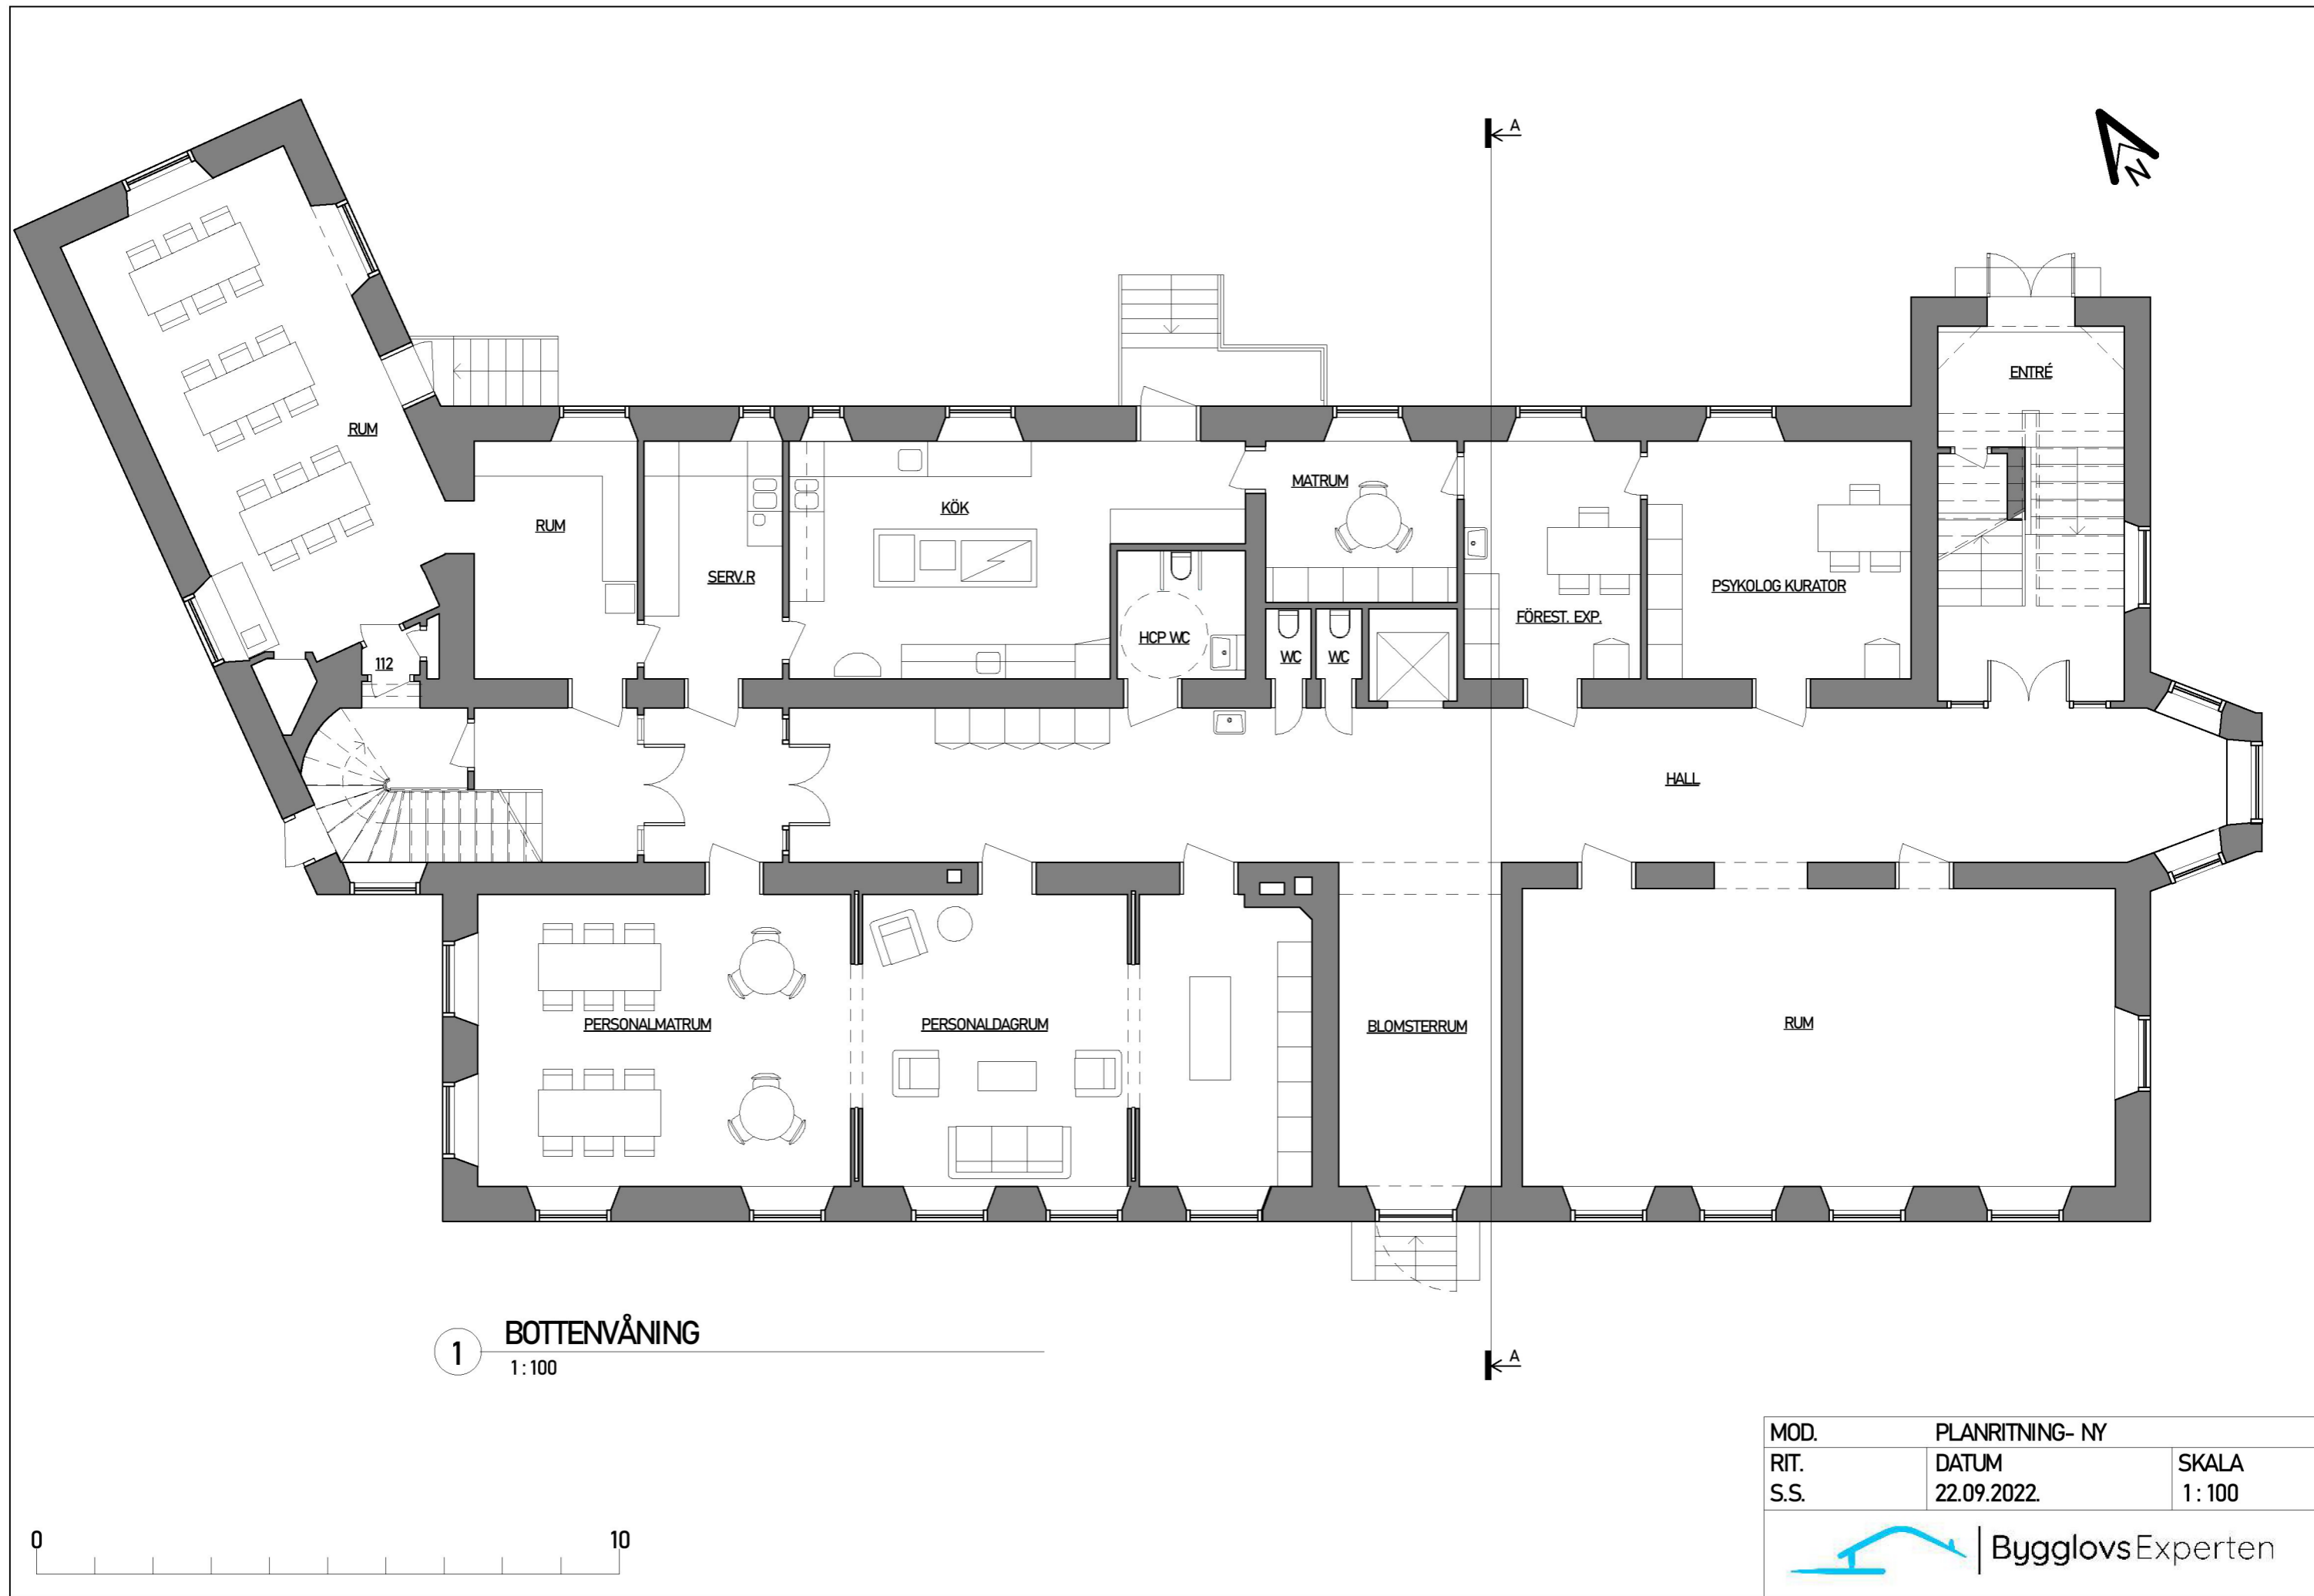 A
N
ENTRÉ
RUM
MATRUM
KÖK
RUM
SERV.R
PSYKOLOG KURATOR
FÖREST. EXP.
HCP WC
WC
WC
112
HALL
PERSONALMATRUM
PERSONALDAGRUM
BLOMSTERRUM
RUM
1
BOTTENVÅNING
1 : 100
A
MOD. PLANRITNING- NY
RIT. DATUM SKALA
S.S. 22.09.2022. 1 : 100
BygglovsExperten
0 10